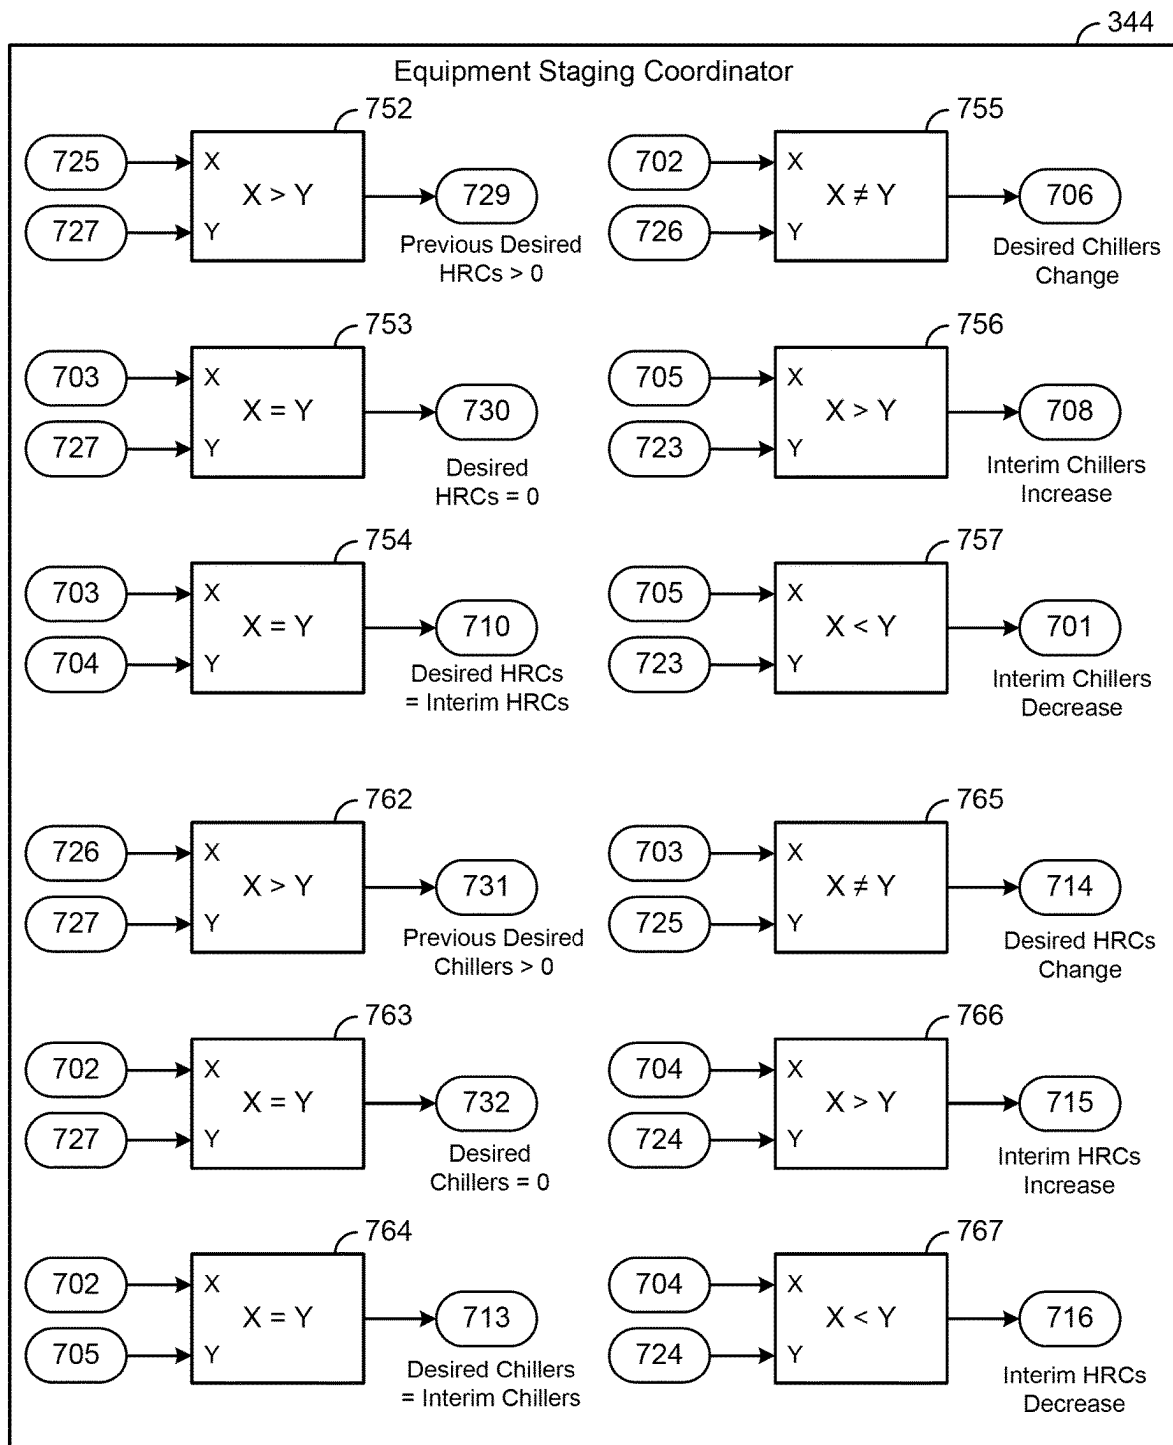 344
Equipment Staging Coordinator
752
725
X
X > Y
727
Y
729
Previous Desired
HRCs > 0
755
702
X
X ≠ Y
726
Y
706
Desired Chillers
Change
753
703
X
X = Y
727
Y
730
Desired
HRCs = 0
756
705
X
X > Y
723
Y
708
Interim Chillers
Increase
754
703
X
X = Y
704
Y
710
Desired HRCs
= Interim HRCs
757
705
X
X < Y
723
Y
701
Interim Chillers
Decrease
762
726
X
X > Y
727
Y
731
Previous Desired
Chillers > 0
765
703
X
X ≠ Y
725
Y
714
Desired HRCs
Change
763
702
X
X = Y
727
Y
732
Desired
Chillers = 0
766
704
X
X > Y
724
Y
715
Interim HRCs
Increase
764
702
X
X = Y
705
Y
713
Desired Chillers
= Interim Chillers
767
704
X
X < Y
724
Y
716
Interim HRCs
Decrease